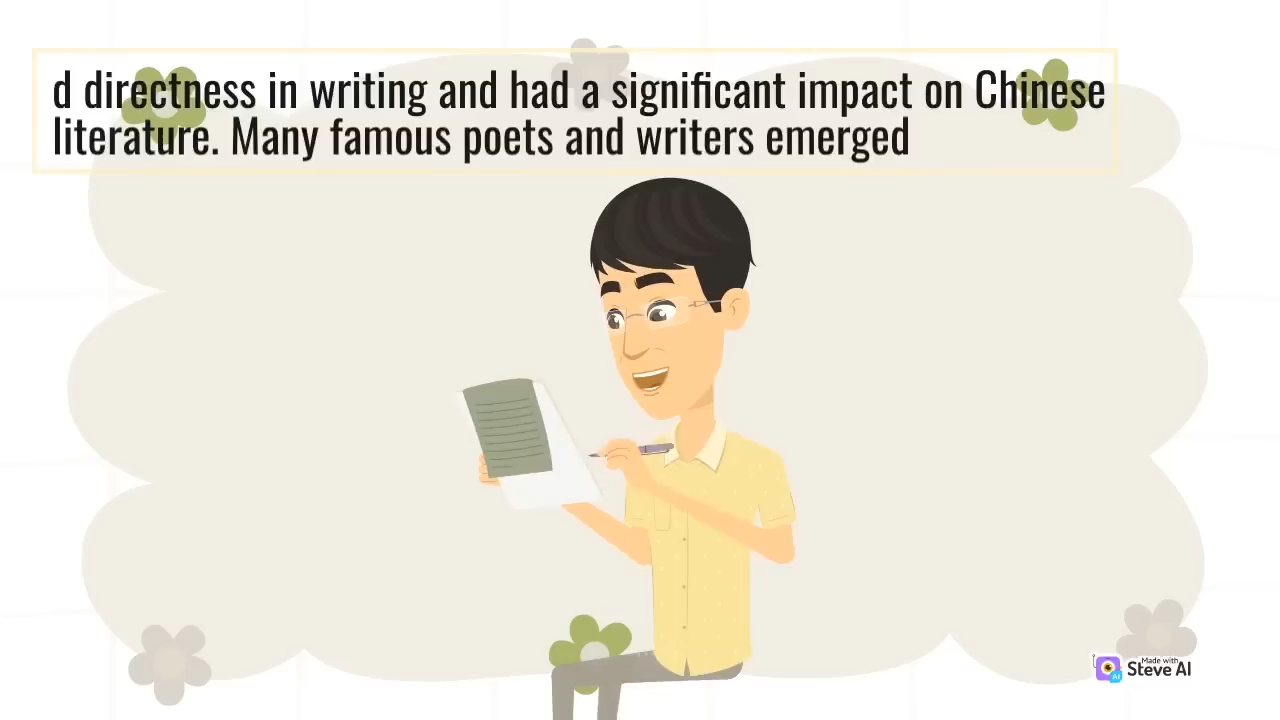 d directness in writing and had a significant impact on Chinese
literature. Many famous poets and writers emerged
Made with
Steve AI
AI